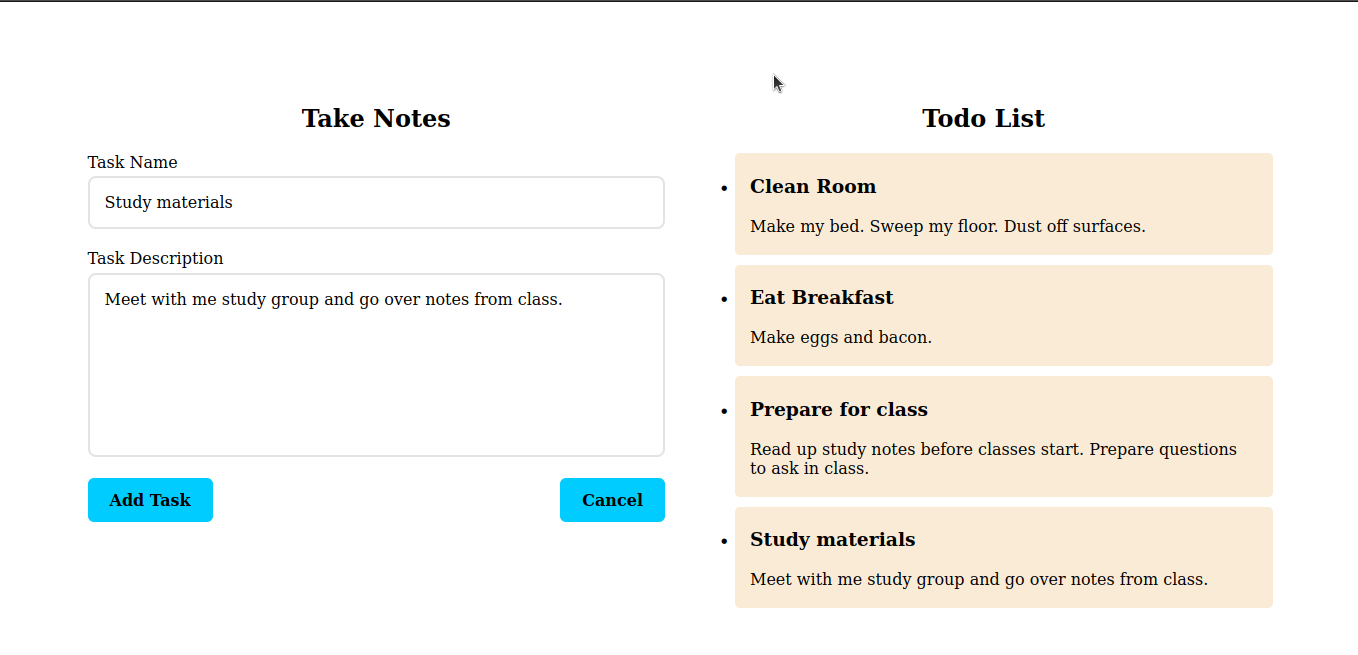 Take Notes
Task Name
Study materials
Task Description
Meet with me study group and go over notes from class.
Add Task
Cancel
Todo List
Clean Room
Make my bed. Sweep my floor. Dust off surfaces.
Eat Breakfast
Make eggs and bacon.
Prepare for class
Read up study notes before classes start. Prepare questions
to ask in class.
Study materials
Meet with me study group and go over notes from class.